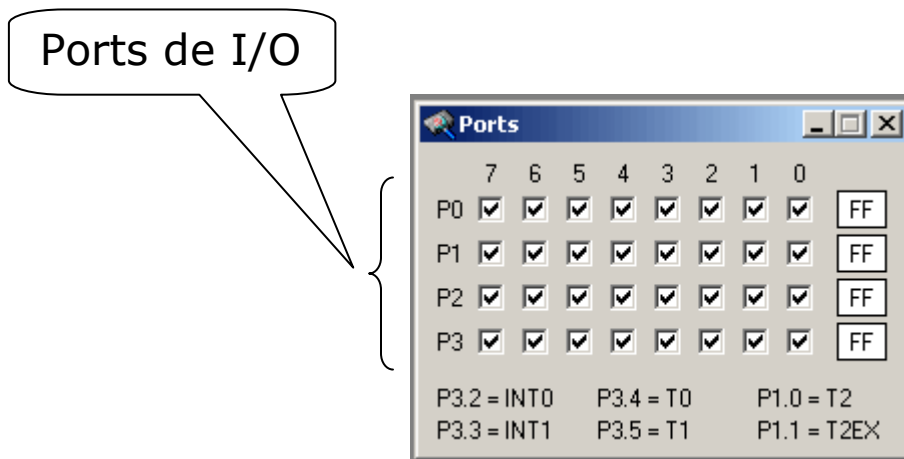 Ports de I/O
Ports
7 6 5 4 3 2 1 0
P0 FF
P1 FF
P2 FF
P3 FF
P3.2 = INT0 P3.4 = T0 P1.0 = T2
P3.3 = INT1 P3.5 = T1 P1.1 = T2EX